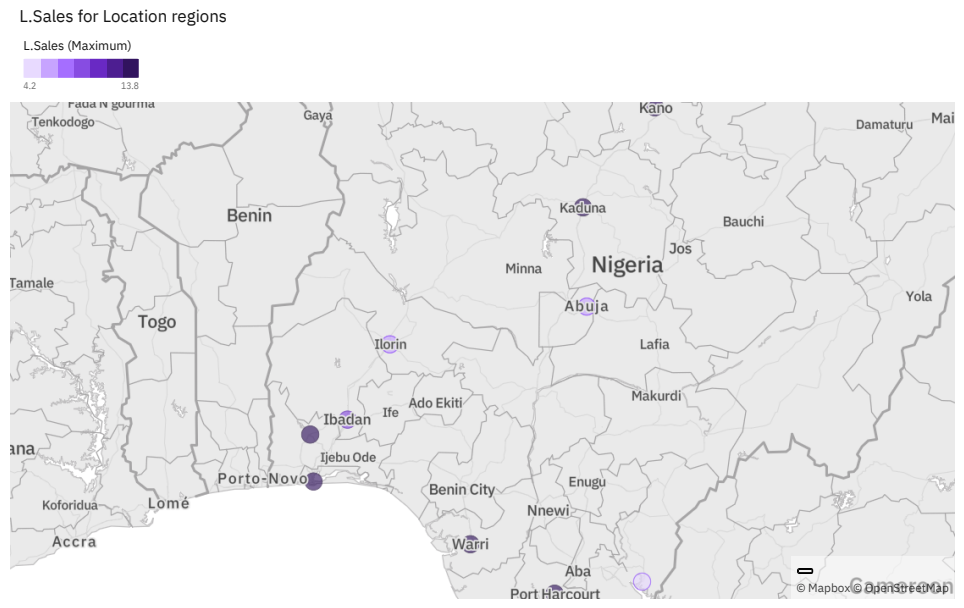 L.Sales for Location regions
L.Sales (Maximum)
4.2 13.8
Fada N'gourma
Kano
Gaya
Tenkodogo
Damaturu
Mai
Kaduna
Benin
Bauchi
Jos
Nigeria
Minna
Tamale
Yola
Abuja
Togo
Ilorin
Lafia
Makurdi
Ado Ekiti
Ife
Ibadan
ana
Ijebu Ode
Porto-Novo
Enugu
Benin City
Lomé
Koforidua
Nnewi
Accra
Warri
Aba
Cameroon
© Mapbox © OpenStreetMap
Port Harcourt